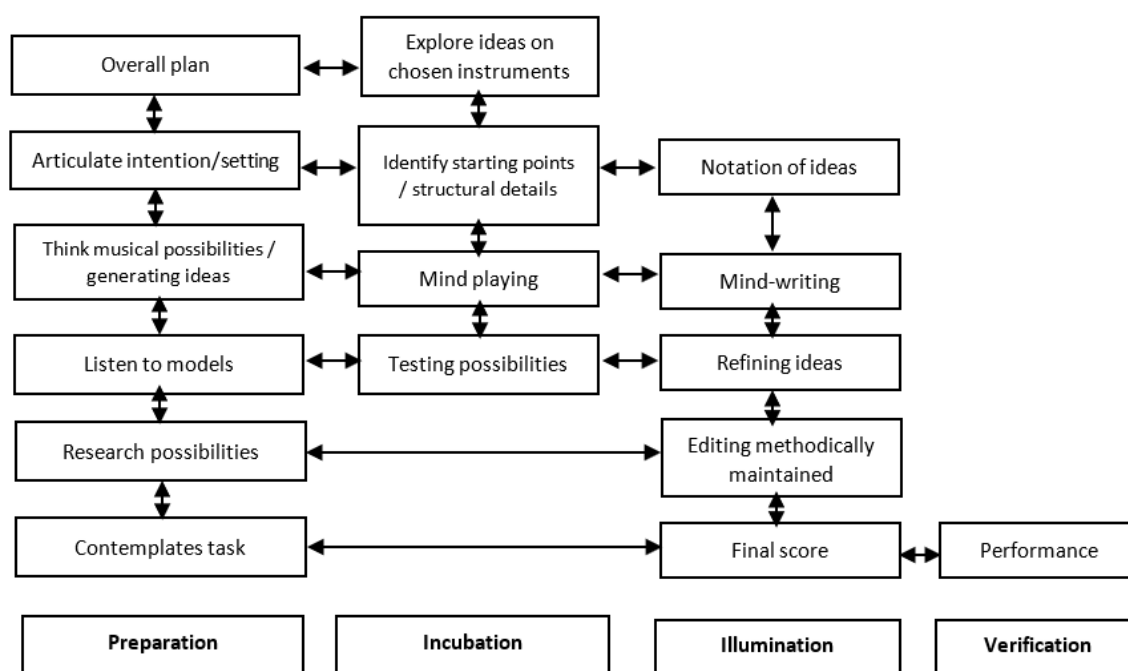 Overall plan
Explore ideas on
chosen instruments
Articulate intention/setting
Identify starting points
/ structural details
Notation of ideas
Think musical possibilities /
generating ideas
Mind playing
Mind-writing
Listen to models
Testing possibilities
Refining ideas
Research possibilities
Editing methodically
maintained
Contemplates task
Final score
Performance
Preparation
Incubation
Illumination
Verification